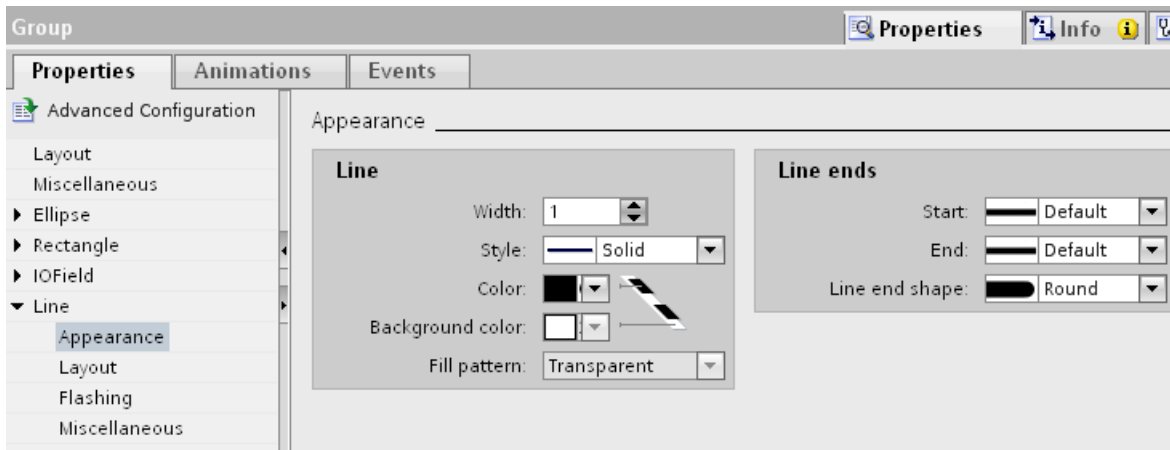 Group
Properties
Info
Properties
Animations
Events
Advanced Configuration
Layout
Miscellaneous
Ellipse
Rectangle
IOField
Line
Appearance
Layout
Flashing
Miscellaneous
Appearance
Line
Width: 1
Style: Solid
Color:
Background color:
Fill pattern: Transparent
Line ends
Start: Default
End: Default
Line end shape: Round